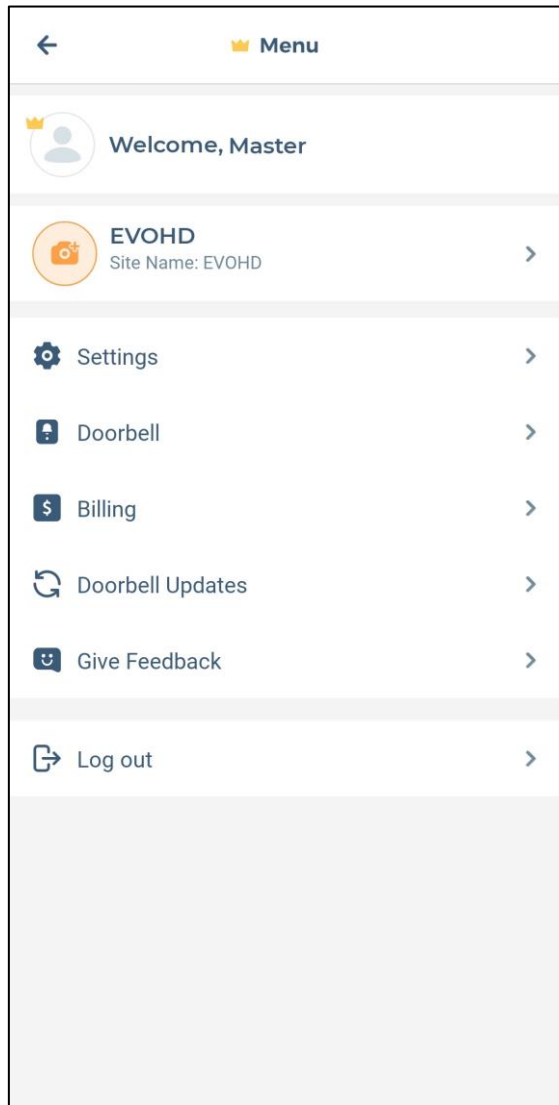 Menu
Welcome, Master
EVOHD
Site Name: EVOHD
Settings
Doorbell
$ Billing
Doorbell Updates
Give Feedback
Log out